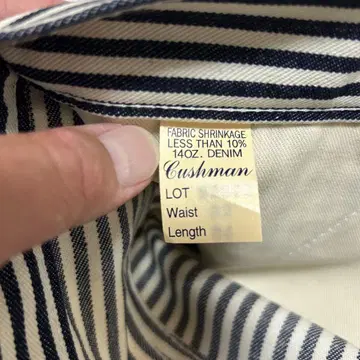 FABRIC SHRINKAGE
LESS THAN 10%
14OZ. DENIM
Cushman
LOT
Waist
Length